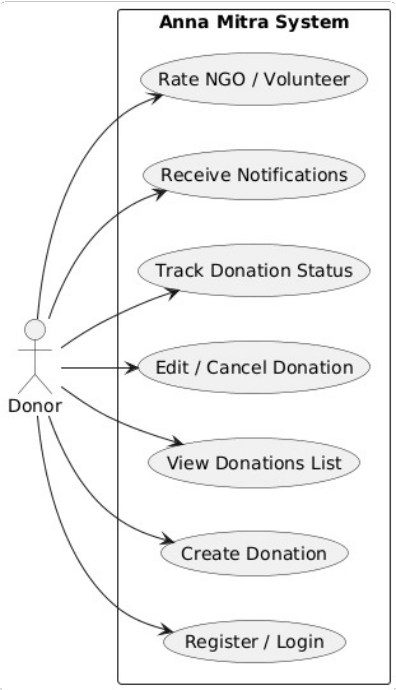 Anna Mitra System
Rate NGO / Volunteer
Receive Notifications
Track Donation Status
Edit / Cancel Donation
Donor
View Donations List
Create Donation
Register / Login